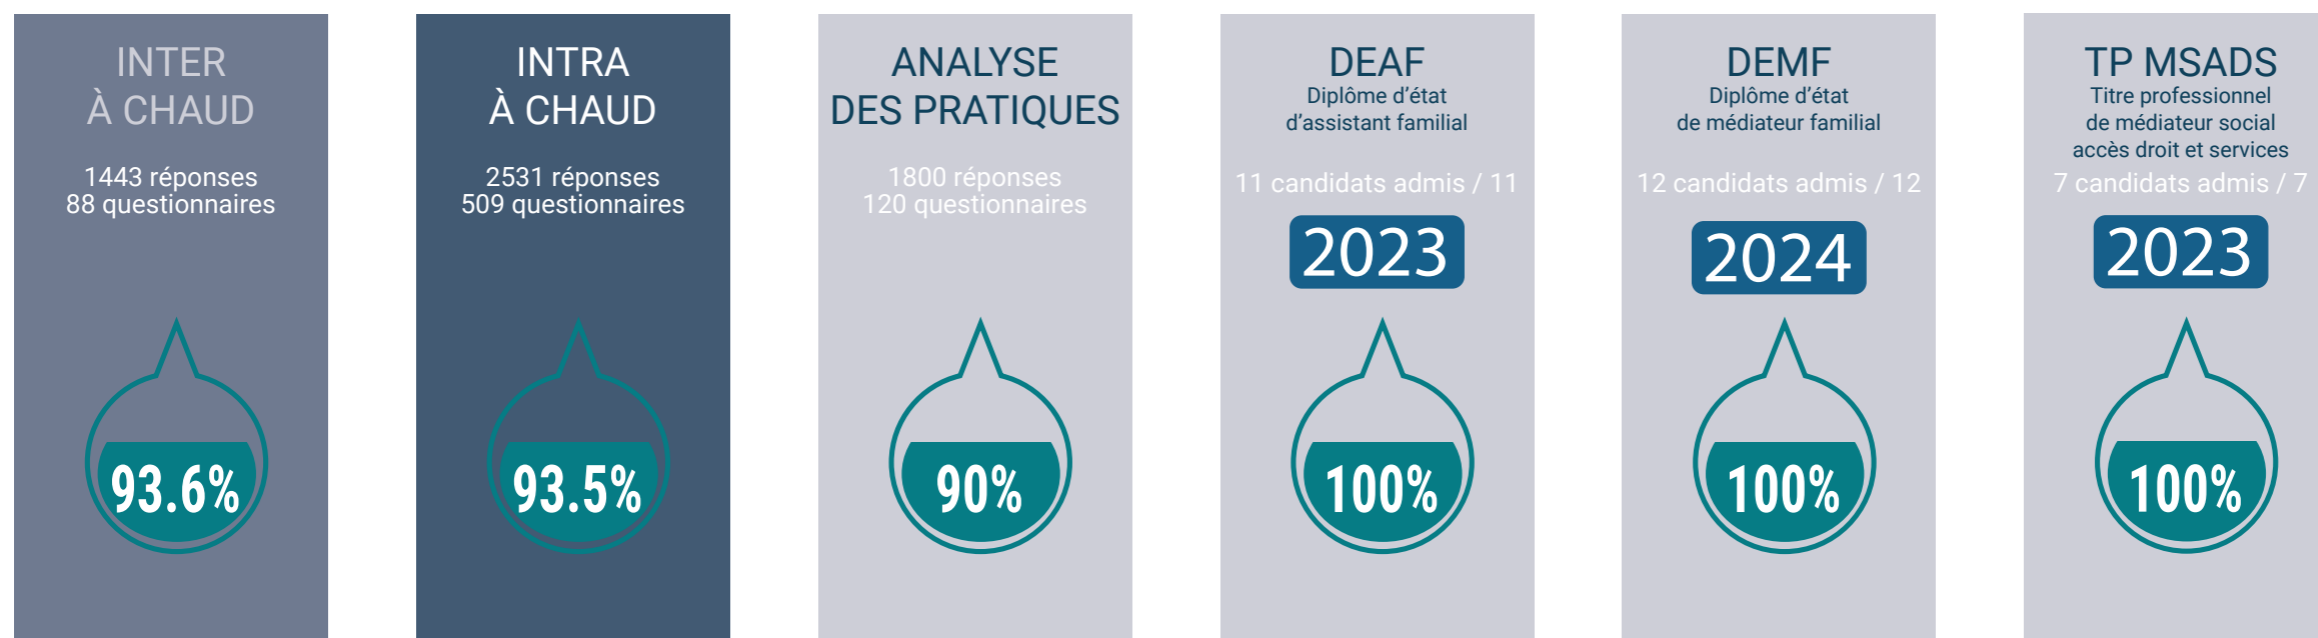 INTER
À CHAUD
1443 réponses
88 questionnaires
93.6%
INTRA
À CHAUD
2531 réponses
509 questionnaires
93.5%
ANALYSE
DES PRATIQUES
1800 réponses
120 questionnaires
90%
DEAF
Diplôme d'état
d'assistant familial
11 candidats admis / 11
2023
100%
DEMF
Diplôme d'état
de médiateur familial
12 candidats admis / 12
2024
100%
TP MSADS
Titre professionnel
de médiateur social
accès droit et services
7 candidats admis / 7
2023
100%